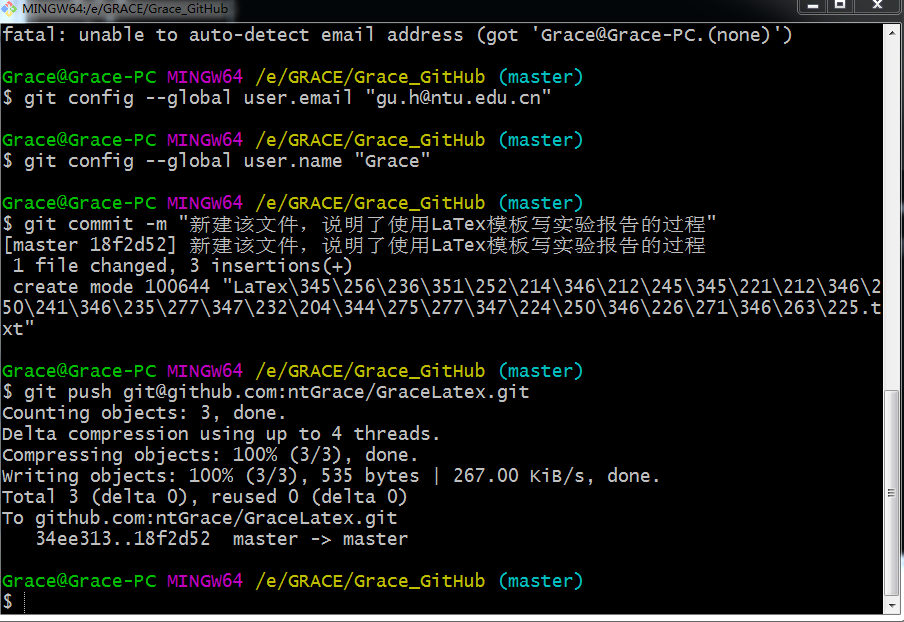 MINGW64:/e/GRACE/Grace_GitHub
fatal: unable to auto-detect email address (got 'Grace@Grace-PC.(none)')
Grace@Grace-PC MINGW64 /e/GRACE/Grace_GitHub (master)
$ git config --global user.email "gu.h@ntu.edu.cn"
Grace@Grace-PC MINGW64 /e/GRACE/Grace_GitHub (master)
$ git config --global user.name "Grace"
Grace@Grace-PC MINGW64 /e/GRACE/Grace_GitHub (master)
$ git commit -m "新建该文件，说明了使用LaTex模板写实验报告的过程"
[master 18f2d52] 新建该文件，说明了使用LaTex模板写实验报告的过程
 1 file changed, 3 insertions(+)
 create mode 100644 "LaTex\345\256\236\351\252\214\346\212\245\345\221\212\346\2
50\241\346\235\277\347\232\204\344\275\277\347\224\250\346\226\271\346\263\225.t
xt"
Grace@Grace-PC MINGW64 /e/GRACE/Grace_GitHub (master)
$ git push git@github.com:ntGrace/GraceLatex.git
Counting objects: 3, done.
Delta compression using up to 4 threads.
Compressing objects: 100% (3/3), done.
Writing objects: 100% (3/3), 535 bytes | 267.00 KiB/s, done.
Total 3 (delta 0), reused 0 (delta 0)
To github.com:ntGrace/GraceLatex.git
   34ee313..18f2d52  master -> master
Grace@Grace-PC MINGW64 /e/GRACE/Grace_GitHub (master)
$